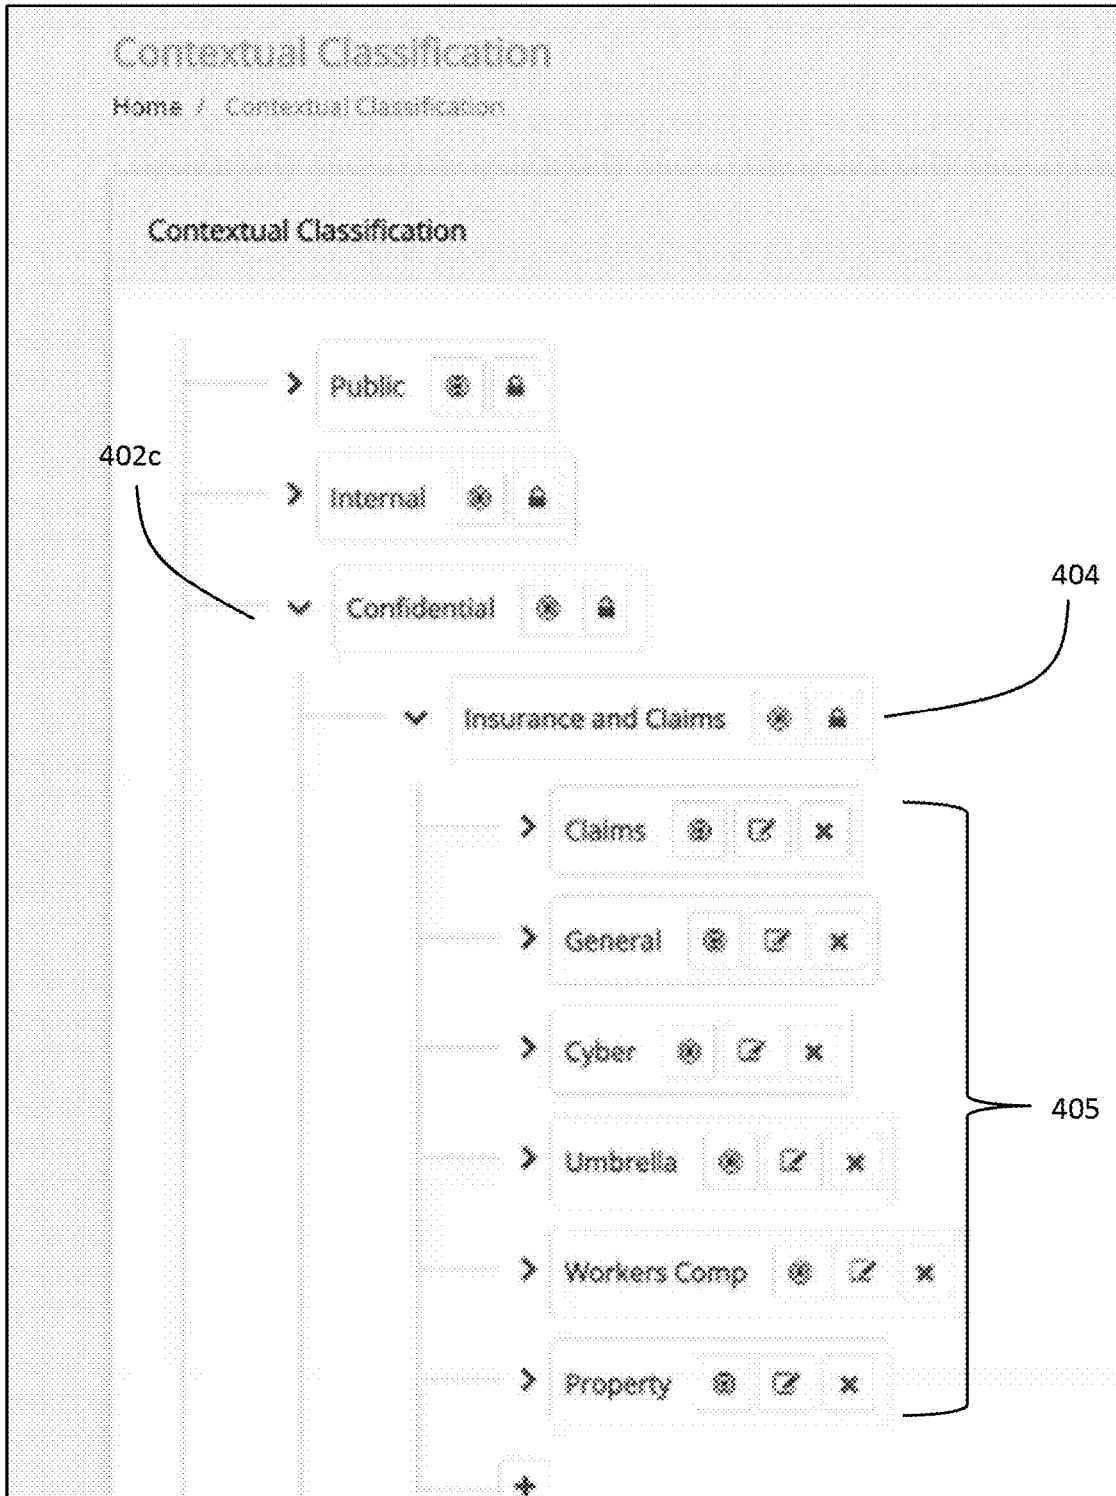 Contextual Classification
Home / Contextual Classification
Contextual Classification
Public
402c
Internal
404
Confidential
Insurance and Claims
Claims
General
Cyber
405
Umbrella
Workers Comp
Property